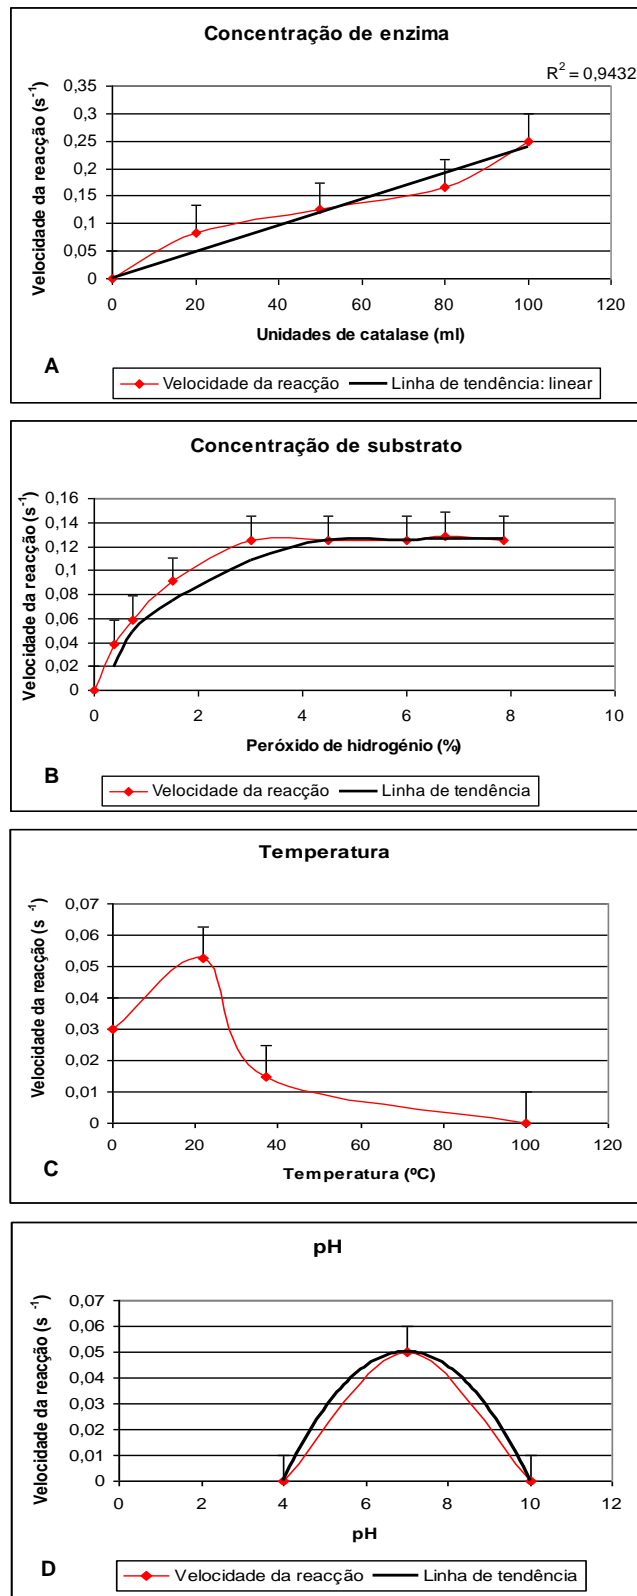 Concentração de enzima
R² = 0,9432
Velocidade da reacção (s⁻¹)
0,35
0,3
0,25
0,2
0,15
0,1
0,05
0
0 20 40 60 80 100 120
Unidades de catalase (ml)
A
Velocidade da reacção Linha de tendência: linear
Concentração de substrato
Velocidade da reacção (s⁻¹)
0,16
0,14
0,12
0,1
0,08
0,06
0,04
0,02
0
0 2 4 6 8 10
Peróxido de hidrogénio (%)
B
Velocidade da reacção Linha de tendência
Temperatura
Velocidade da reacção (s ⁻¹)
0,07
0,06
0,05
0,04
0,03
0,02
0,01
0
0 20 40 60 80 100 120
Temperatura (ºC)
C
pH
Velocidade da reacção (s ⁻¹)
0,07
0,06
0,05
0,04
0,03
0,02
0,01
0
0 2 4 6 8 10 12
pH
D
Velocidade da reacção Linha de tendência